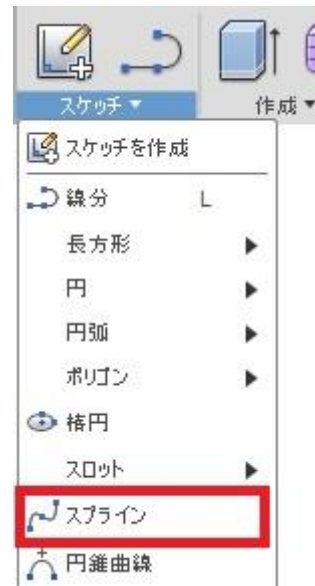 スケッチ▼ 作成▼
スケッチを作成
線分 L
長方形 ▶
円 ▶
円弧 ▶
ポリゴン ▶
楕円
スロット ▶
スプライン
円錐曲線